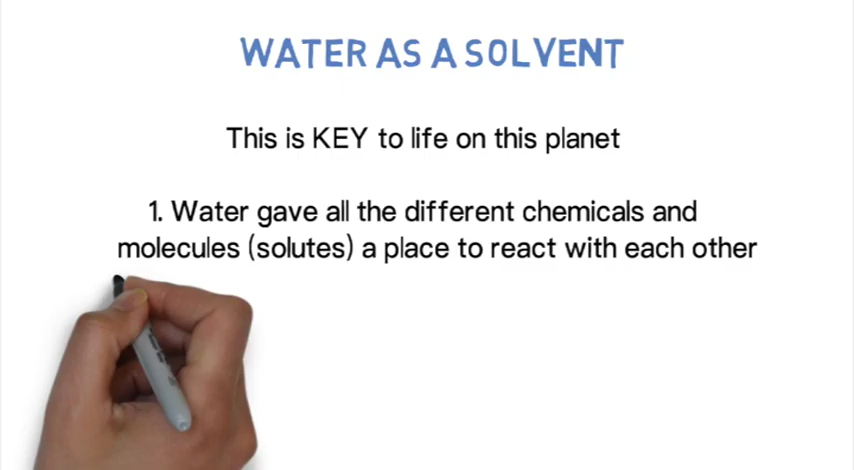 WATER AS A SOLVENT
This is KEY to life on this planet
1. Water gave all the different chemicals and
molecules (solutes) a place to react with each other